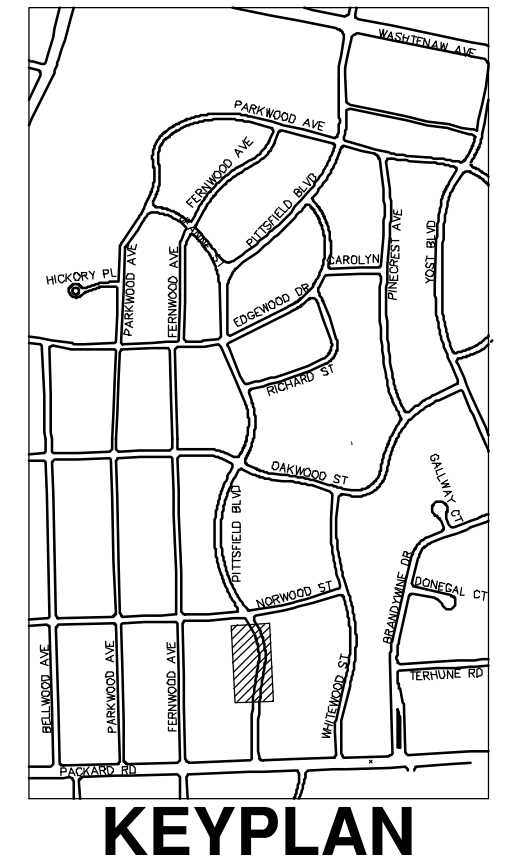 WASHTENAW AVE
PARKWOOD AVE
FERNWOOD AVE
PITTSFIELD BLVD
PINECREST AVE
YOST BLVD
CAROLYN
HICKORY PL
PARKWOOD AVE
FERNWOOD AVE
EDGEWOOD DR
RICHARD ST
OAKWOOD ST
GALLWAY CT
PITTSFIELD BLVD
BRANDYWINE DR
DONEGAL CT
NORWOOD ST
BELLWOOD AVE
PARKWOOD AVE
FERNWOOD AVE
WHITEWOOD ST
TERHUNE RD
PACKARD RD
KEYPLAN